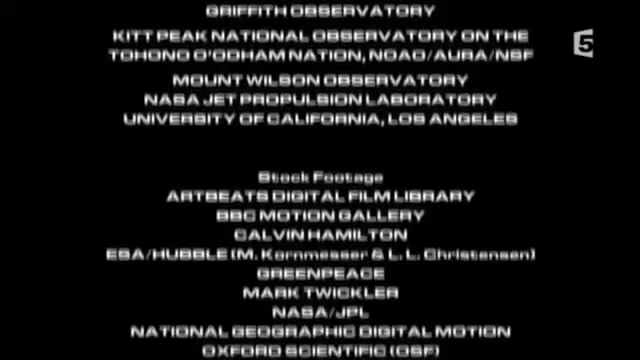 GRIFFITH OBSERVATORY
KITT PEAK NATIONAL OBSERVATORY ON THE
TOHONO O'ODHAM NATION, NOAO/AURA/NSF
5
MOUNT WILSON OBSERVATORY
NASA JET PROPULSION LABORATORY
UNIVERSITY OF CALIFORNIA, LOS ANGELES
Stock Footage
ARTBEATS DIGITAL FILM LIBRARY
BBC MOTION GALLERY
CALVIN HAMILTON
ESA/HUBBLE (M. Kornmesser & L. L. Christensen)
GREENPEACE
MARK TWICKLER
NASA/JPL
NATIONAL GEOGRAPHIC DIGITAL MOTION
OXFORD SCIENTIFIC (OSF)